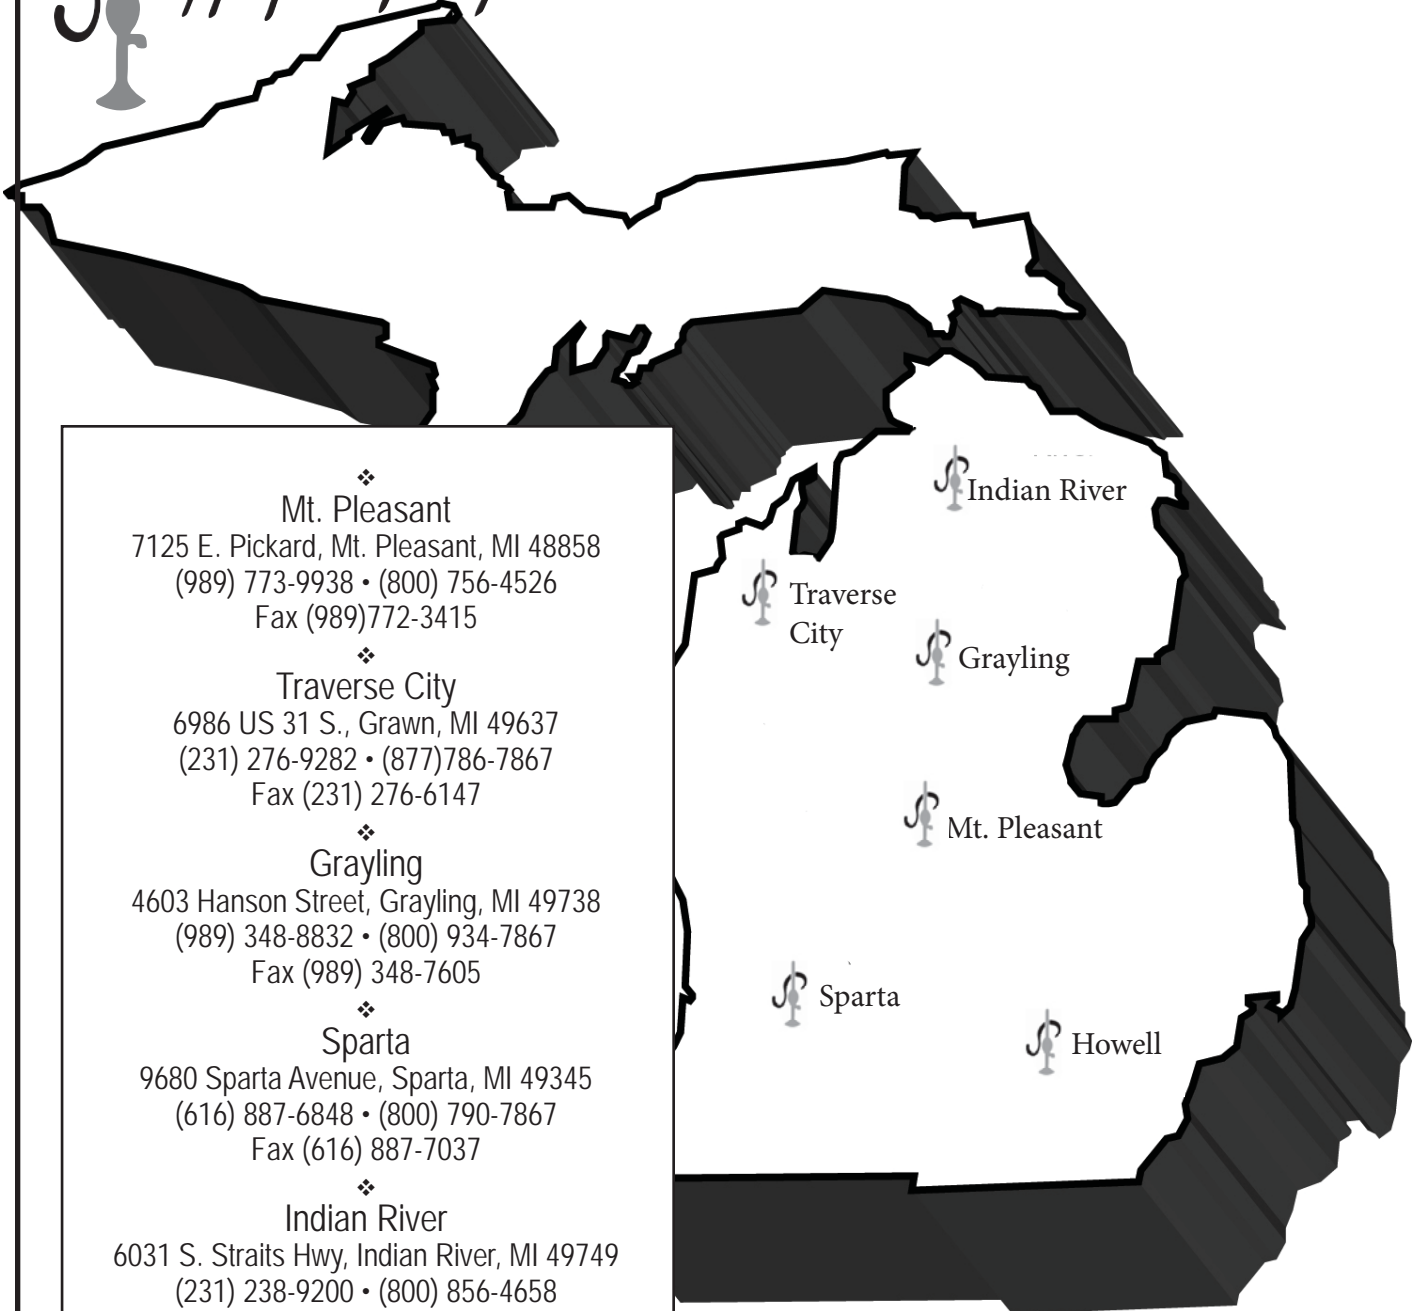 ❖
Mt. Pleasant
7125 E. Pickard, Mt. Pleasant, MI 48858
(989) 773-9938 • (800) 756-4526
Fax (989)772-3415
❖
Traverse City
6986 US 31 S., Grawn, MI 49637
(231) 276-9282 • (877)786-7867
Fax (231) 276-6147
❖
Grayling
4603 Hanson Street, Grayling, MI 49738
(989) 348-8832 • (800) 934-7867
Fax (989) 348-7605
❖
Sparta
9680 Sparta Avenue, Sparta, MI 49345
(616) 887-6848 • (800) 790-7867
Fax (616) 887-7037
❖
Indian River
6031 S. Straits Hwy, Indian River, MI 49749
(231) 238-9200 • (800) 856-4658
Indian River
Traverse
City
Grayling
Mt. Pleasant
Sparta
Howell